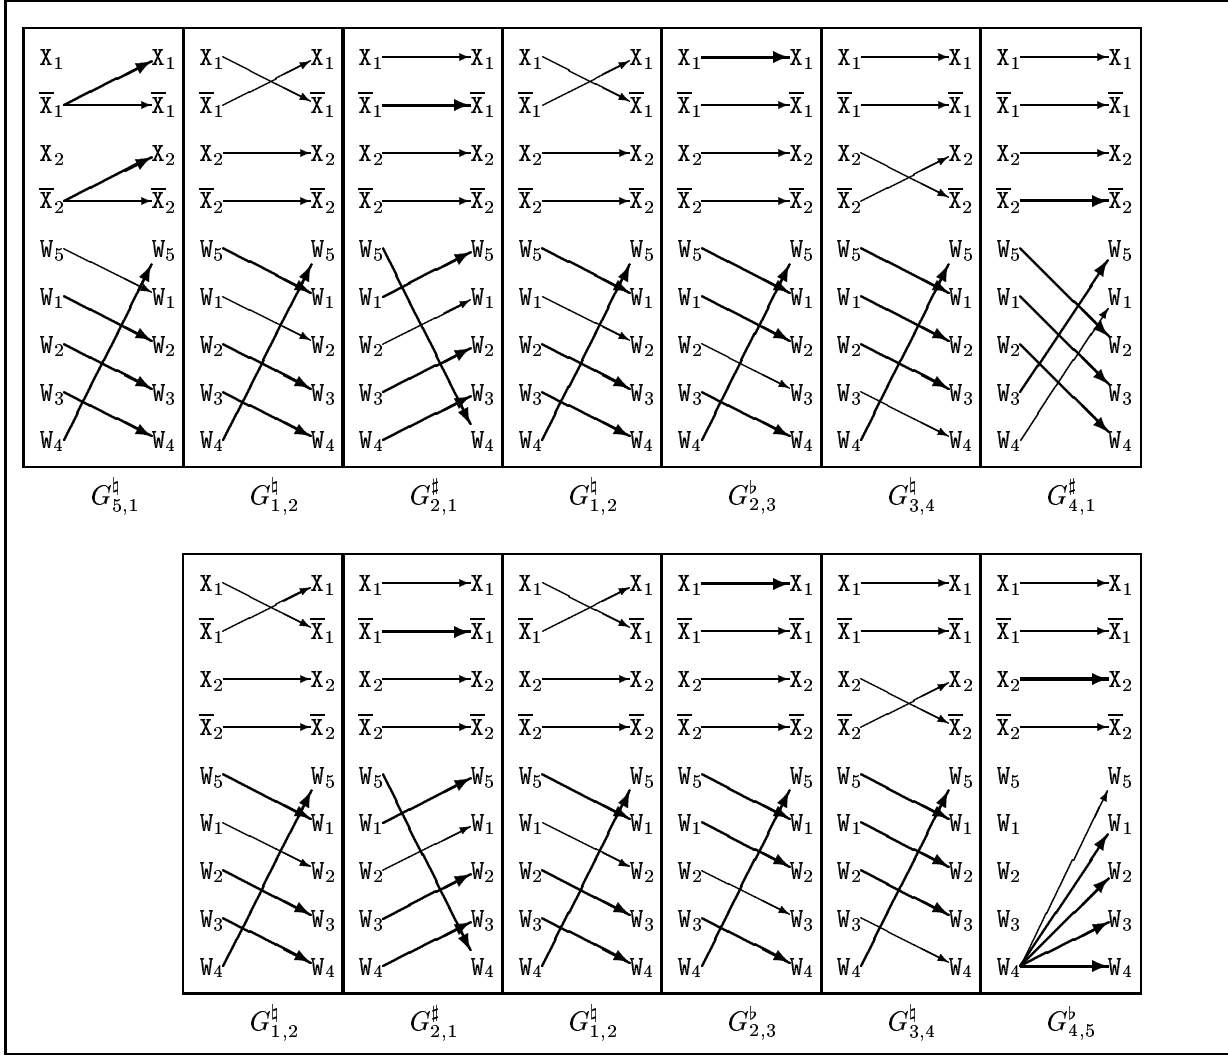 X₁ X₁ X₁ X₁ X₁ X₁ X₁ X₁ X₁ X₁ X₁ X₁ X₁ X₁
X̅₁ X̅₁ X̅₁ X̅₁ X̅₁ X̅₁ X̅₁ X̅₁ X̅₁ X̅₁ X̅₁ X̅₁ X̅₁ X̅₁
X₂ X₂ X₂ X₂ X₂ X₂ X₂ X₂ X₂ X₂ X₂ X₂ X₂ X₂
X̅₂ X̅₂ X̅₂ X̅₂ X̅₂ X̅₂ X̅₂ X̅₂ X̅₂ X̅₂ X̅₂ X̅₂ X̅₂ X̅₂
W₅ W₅ W₅ W₅ W₅ W₅ W₅ W₅ W₅ W₅ W₅ W₅ W₅ W₅
W₁ W₁ W₁ W₁ W₁ W₁ W₁ W₁ W₁ W₁ W₁ W₁ W₁ W₁
W₂ W₂ W₂ W₂ W₂ W₂ W₂ W₂ W₂ W₂ W₂ W₂ W₂ W₂
W₃ W₃ W₃ W₃ W₃ W₃ W₃ W₃ W₃ W₃ W₃ W₃ W₃ W₃
W₄ W₄ W₄ W₄ W₄ W₄ W₄ W₄ W₄ W₄ W₄ W₄ W₄ W₄
G♮₅,₁ G♮₁,₂ G♯₂,₁ G♮₁,₂ G♭₂,₃ G♮₃,₄ G♯₄,₁
X₁ X₁ X₁ X₁ X₁ X₁ X₁ X₁ X₁ X₁ X₁ X₁
X̅₁ X̅₁ X̅₁ X̅₁ X̅₁ X̅₁ X̅₁ X̅₁ X̅₁ X̅₁ X̅₁ X̅₁
X₂ X₂ X₂ X₂ X₂ X₂ X₂ X₂ X₂ X₂ X₂ X₂
X̅₂ X̅₂ X̅₂ X̅₂ X̅₂ X̅₂ X̅₂ X̅₂ X̅₂ X̅₂ X̅₂ X̅₂
W₅ W₅ W₅ W₅ W₅ W₅ W₅ W₅ W₅ W₅ W₅ W₅
W₁ W₁ W₁ W₁ W₁ W₁ W₁ W₁ W₁ W₁ W₁ W₁
W₂ W₂ W₂ W₂ W₂ W₂ W₂ W₂ W₂ W₂ W₂ W₂
W₃ W₃ W₃ W₃ W₃ W₃ W₃ W₃ W₃ W₃ W₃ W₃
W₄ W₄ W₄ W₄ W₄ W₄ W₄ W₄ W₄ W₄ W₄ W₄
G♮₁,₂ G♯₂,₁ G♮₁,₂ G♭₂,₃ G♮₃,₄ G♭₄,₅